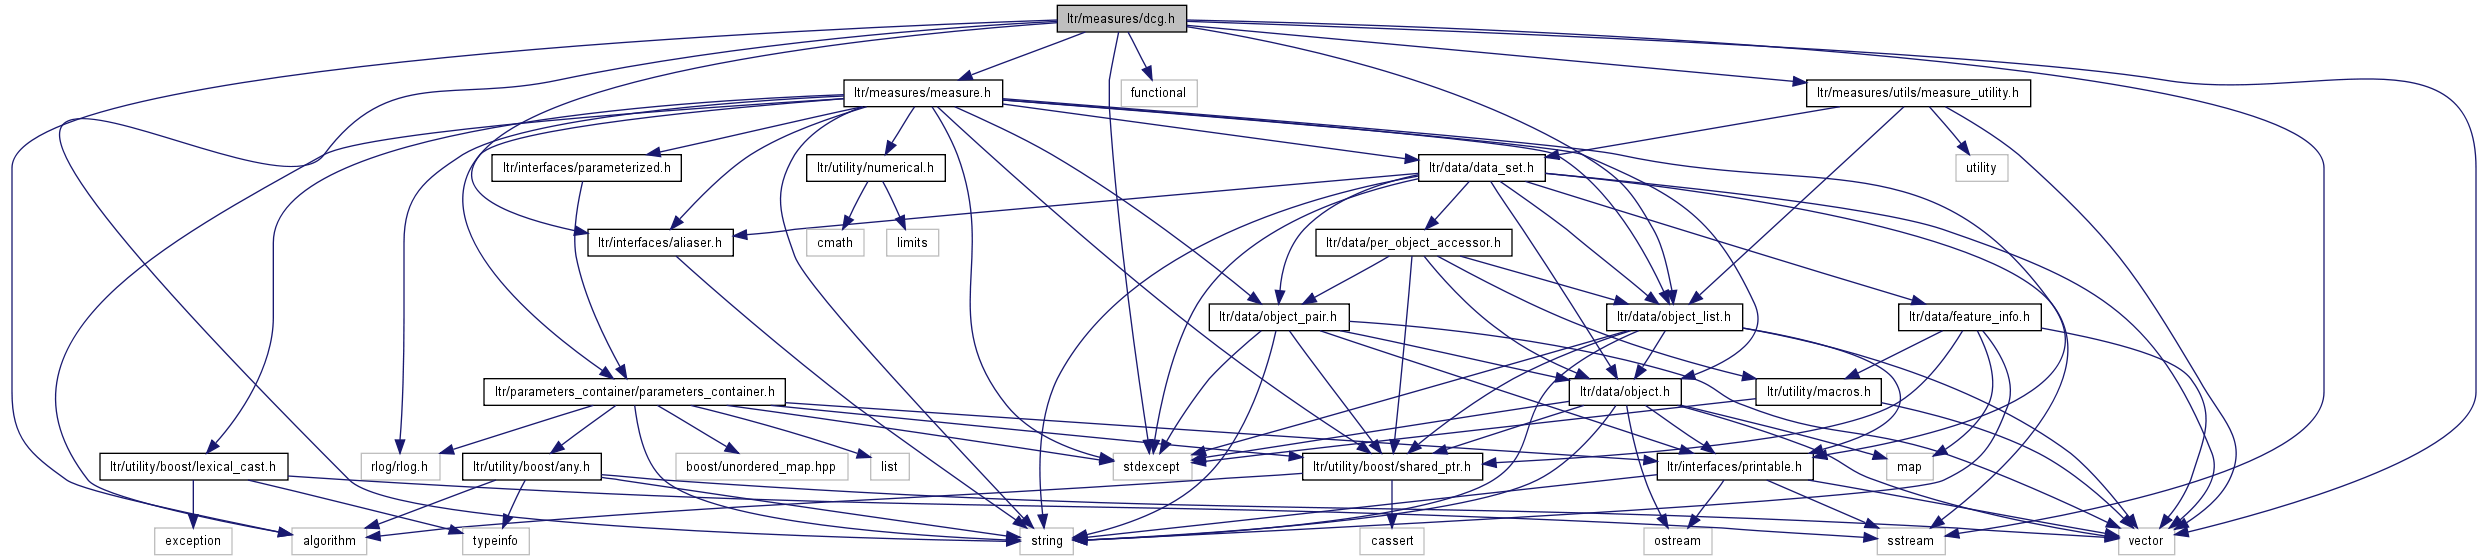 ltr/measures/dcg.h
ltr/measures/measure.h
functional
ltr/measures/utils/measure_utility.h
ltr/interfaces/parameterized.h
ltr/utility/numerical.h
ltr/data/data_set.h
utility
ltr/interfaces/aliaser.h
cmath
limits
ltr/data/per_object_accessor.h
ltr/data/object_pair.h
ltr/data/object_list.h
ltr/data/feature_info.h
ltr/parameters_container/parameters_container.h
ltr/data/object.h
ltr/utility/macros.h
ltr/utility/boost/lexical_cast.h
rlog/rlog.h
ltr/utility/boost/any.h
boost/unordered_map.hpp
list
stdexcept
ltr/utility/boost/shared_ptr.h
ltr/interfaces/printable.h
map
exception
algorithm
typeinfo
string
cassert
ostream
sstream
vector